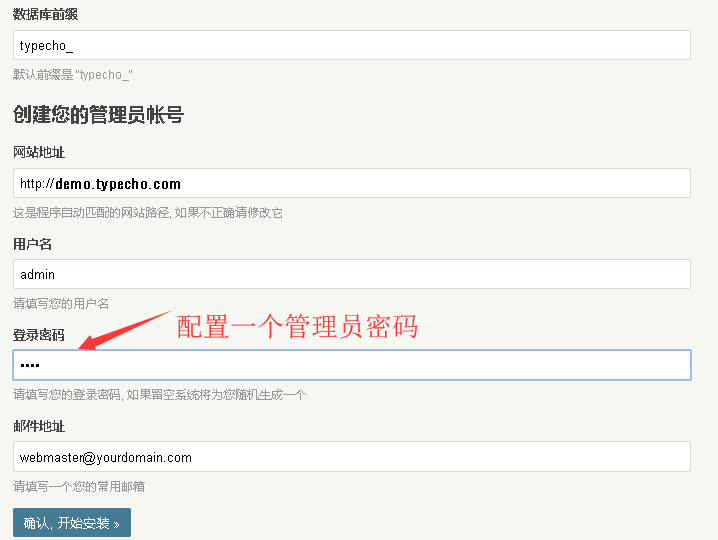 数据库前缀
typecho_
默认前缀是 "typecho_"
创建您的管理员帐号
网站地址
http://demo.typecho.com
这是程序自动匹配的网站路径, 如果不正确请修改它
用户名
admin
请填写您的用户名
配置一个管理员密码
登录密码
••••
请填写您的登录密码, 如果留空系统将为您随机生成一个
邮件地址
webmaster@yourdomain.com
请填写一个您的常用邮箱
确认, 开始安装 »